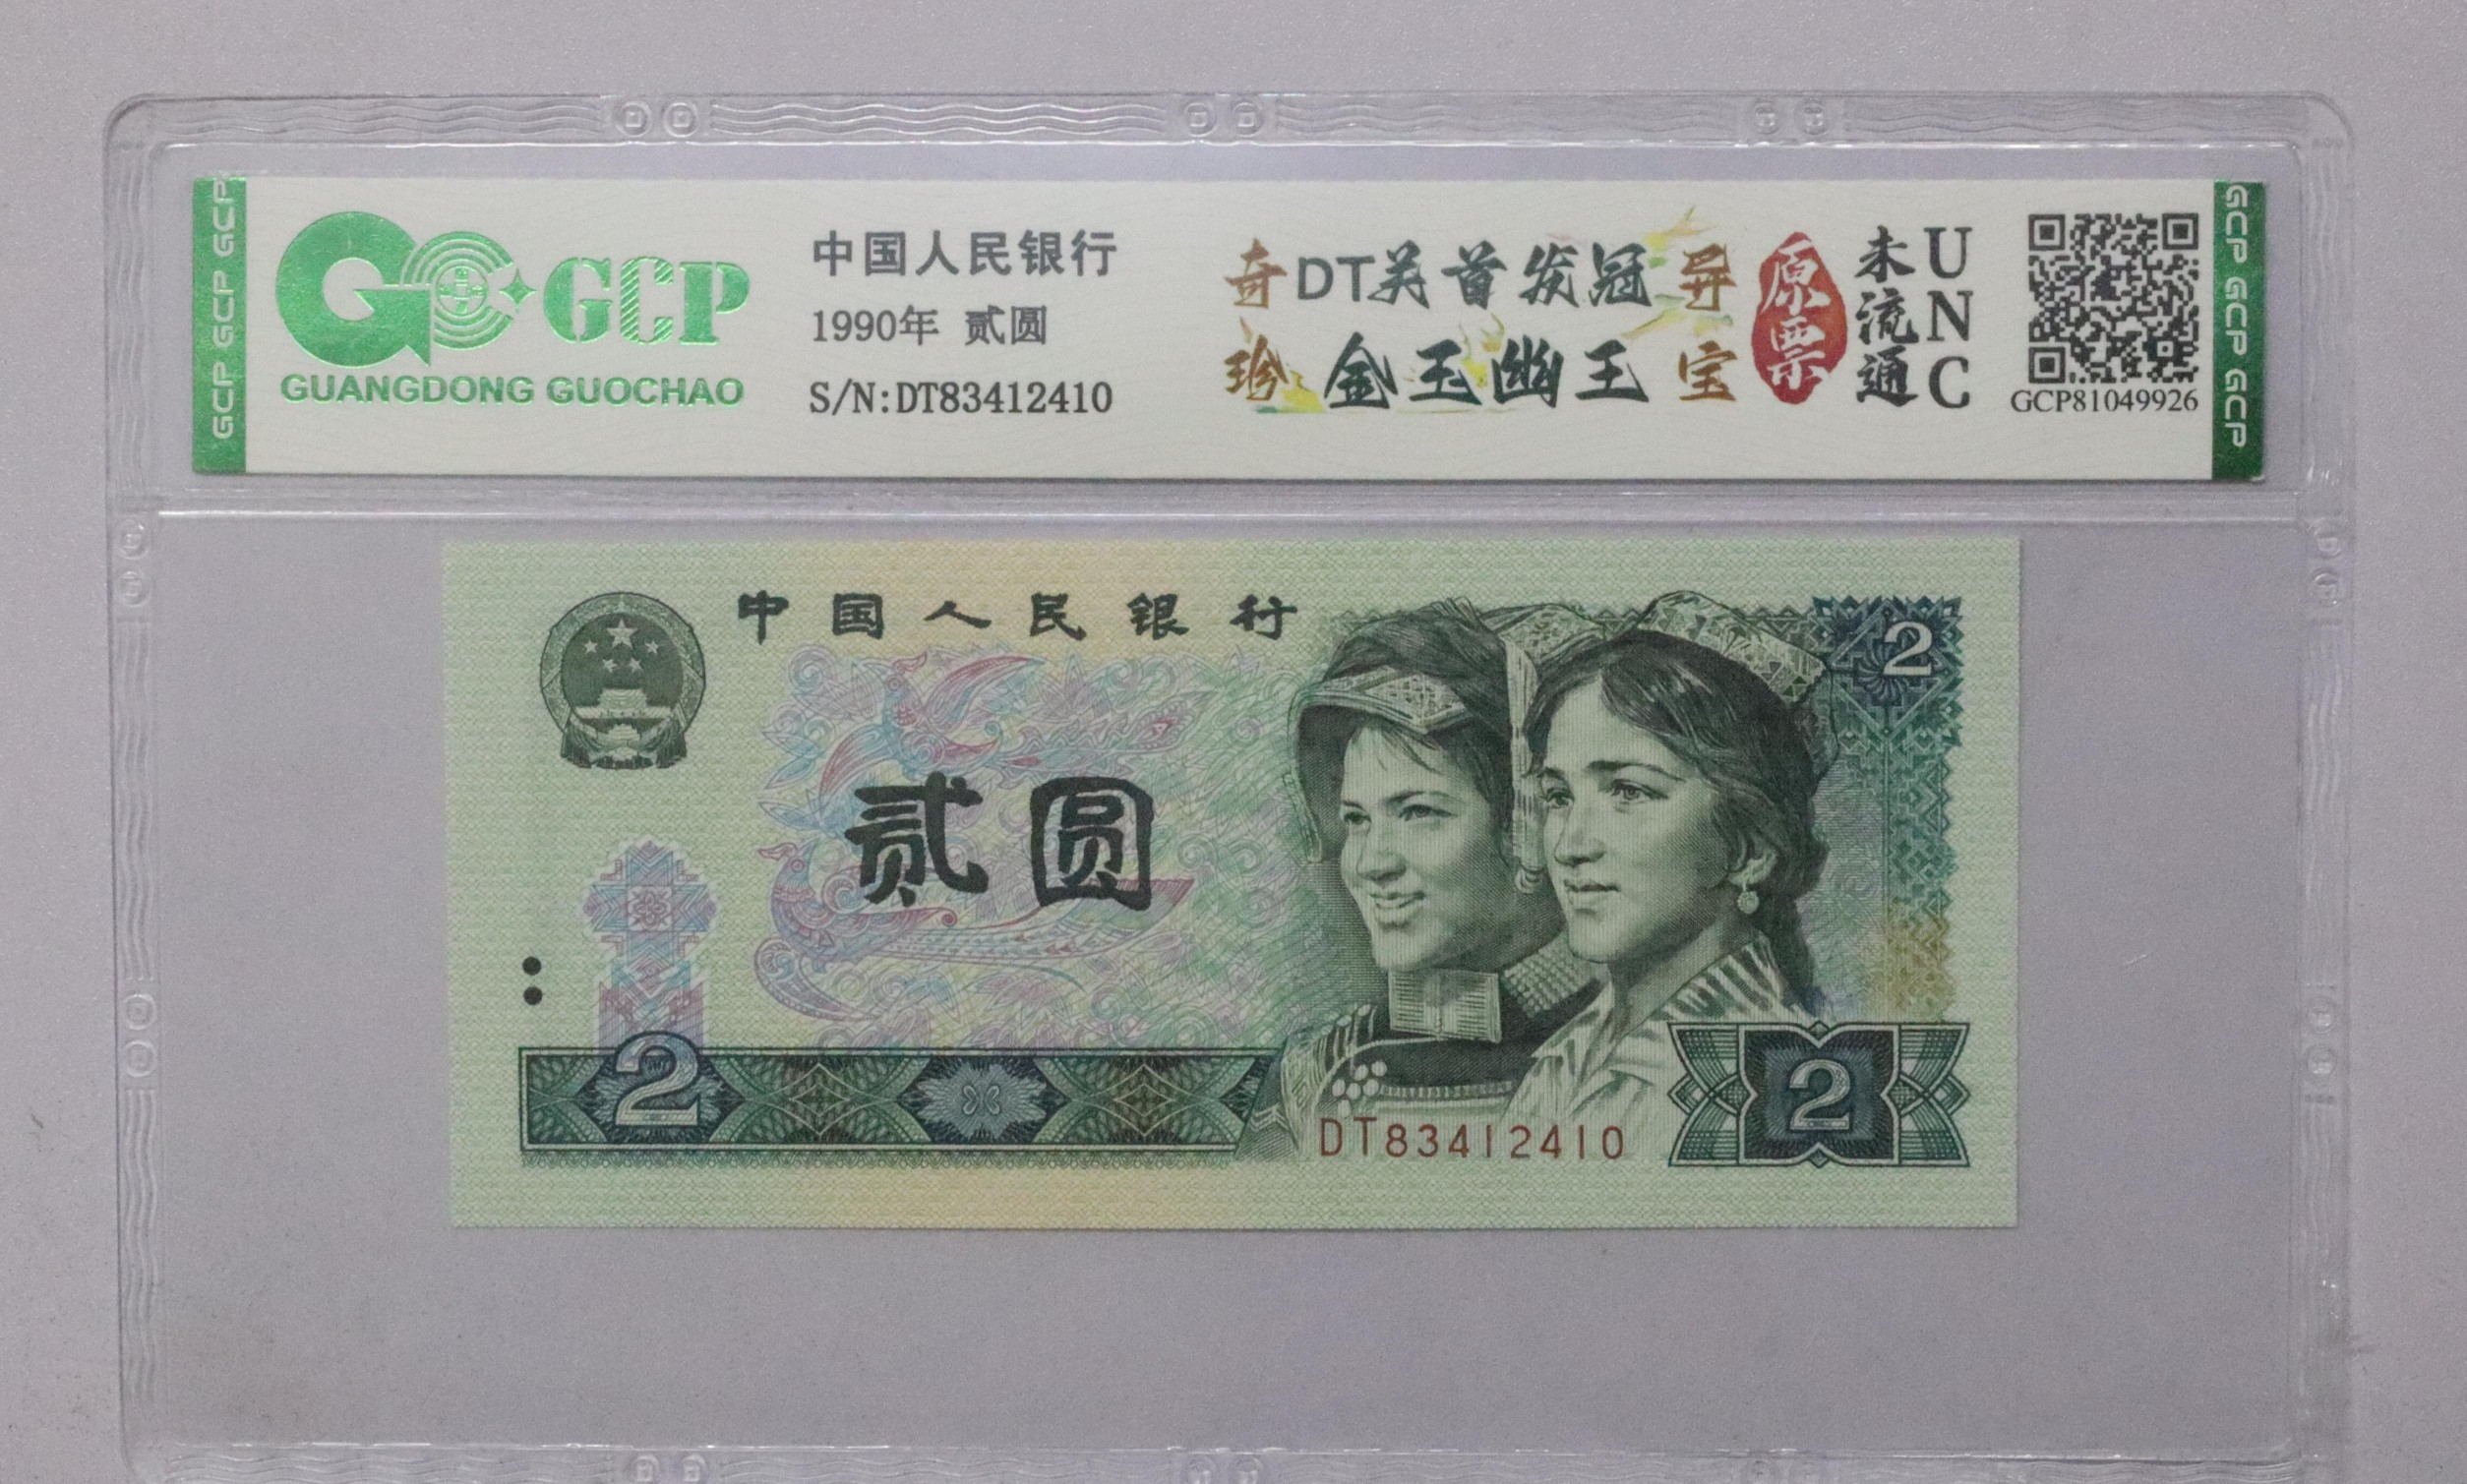 GCP GCP GCP
GCP
GUANGDONG GUOCHAO
中国人民银行
1990年 贰圆
S/N:DT83412410
奇DT关首发冠异
珍金玉幽王宝
原票
未流通
UNC
GCP81049926
GCP GCP GCP
中国人民银行
2
贰圆
2
DT83412410
2